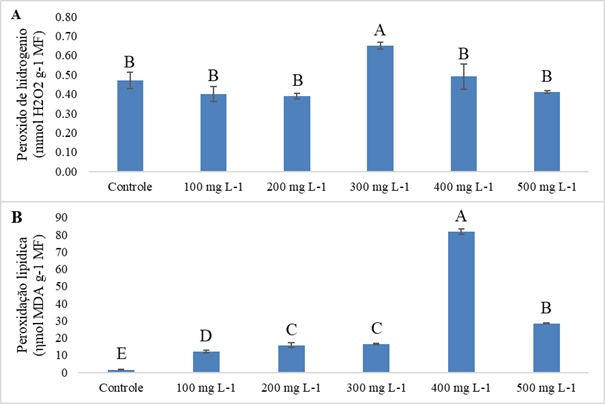 A
Peroxido de hidrogenio
(mmol H2O2 g-1 MF)
0.80
0.70
0.60
0.50
0.40
0.30
0.20
0.10
0.00
B
B
B
A
B
B
Controle
100 mg L-1
200 mg L-1
300 mg L-1
400 mg L-1
500 mg L-1
B
Peroxidação lipidica
(ηmol MDA g-1 MF)
90
80
70
60
50
40
30
20
10
0
E
D
C
C
A
B
Controle
100 mg L-1
200 mg L-1
300 mg L-1
400 mg L-1
500 mg L-1